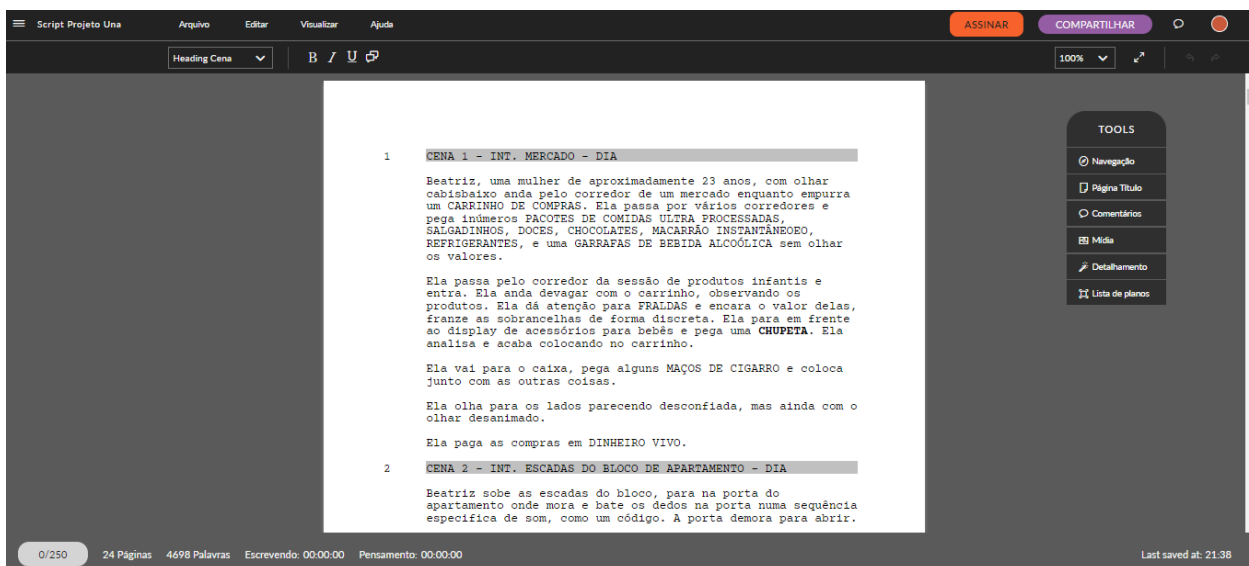 Script Projeto Una Arquivo Editar Visualizar Ajuda ASSINAR COMPARTILHAR
Heading Cena B I U 100%
TOOLS
Navegação
Página Título
Comentários
Mídia
Detalhamento
Lista de planos
1 CENA 1 - INT. MERCADO - DIA
Beatriz, uma mulher de aproximadamente 23 anos, com olhar
cabisbaixo anda pelo corredor de um mercado enquanto empurra
um CARRINHO DE COMPRAS. Ela passa por vários corredores e
pega inúmeros PACOTES DE COMIDAS ULTRA PROCESSADAS,
SALGADINHOS, DOCES, CHOCOLATES, MACARRÃO INSTANTÂNEOEO,
REFRIGERANTES, e uma GARRAFAS DE BEBIDA ALCOÓLICA sem olhar
os valores.
Ela passa pelo corredor da sessão de produtos infantis e
entra. Ela anda devagar com o carrinho, observando os
produtos. Ela dá atenção para FRALDAS e encara o valor delas,
franze as sobrancelhas de forma discreta. Ela para em frente
ao display de acessórios para bebês e pega uma CHUPETA. Ela
analisa e acaba colocando no carrinho.
Ela vai para o caixa, pega alguns MAÇOS DE CIGARRO e coloca
junto com as outras coisas.
Ela olha para os lados parecendo desconfiada, mas ainda com o
olhar desanimado.
Ela paga as compras em DINHEIRO VIVO.
2 CENA 2 - INT. ESCADAS DO BLOCO DE APARTAMENTO - DIA
Beatriz sobe as escadas do bloco, para na porta do
apartamento onde mora e bate os dedos na porta numa sequência
especifica de som, como um código. A porta demora para abrir.
0/250 24 Páginas 4698 Palavras Escrevendo: 00:00:00 Pensamento: 00:00:00 Last saved at: 21:38